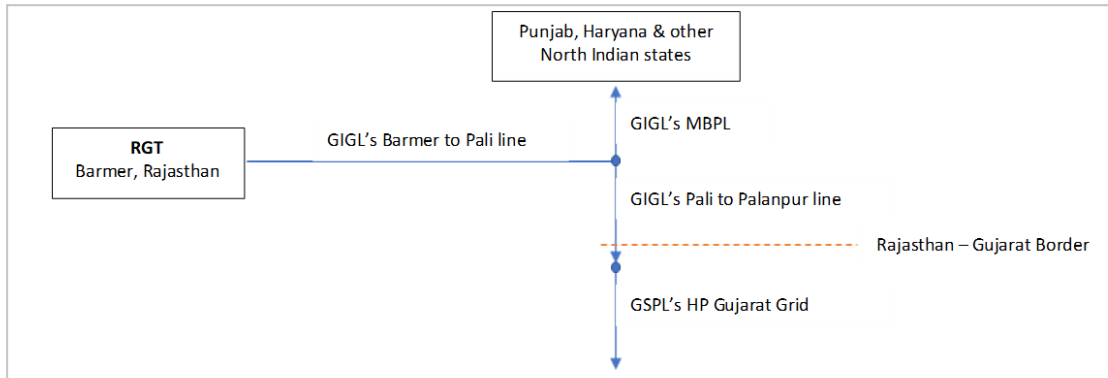 Punjab, Haryana & other
North Indian states
GIGL's MBPL
GIGL's Barmer to Pali line
RGT
Barmer, Rajasthan
GIGL's Pali to Palanpur line
Rajasthan – Gujarat Border
GSPL's HP Gujarat Grid